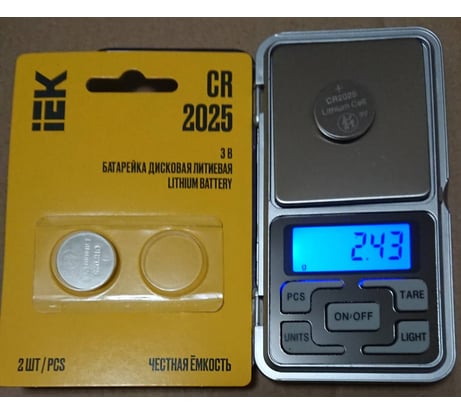 IEK
CR
2025
3 В
БАТАРЕЙКА ДИСКОВАЯ ЛИТИЕВАЯ
LITHIUM BATTERY
2 ШТ / PCS
ЧЕСТНАЯ ЁМКОСТЬ
+
CR2025
Lithium Cell
3V
2.43
g
PCS
TARE
ON/OFF
UNITS
LIGHT